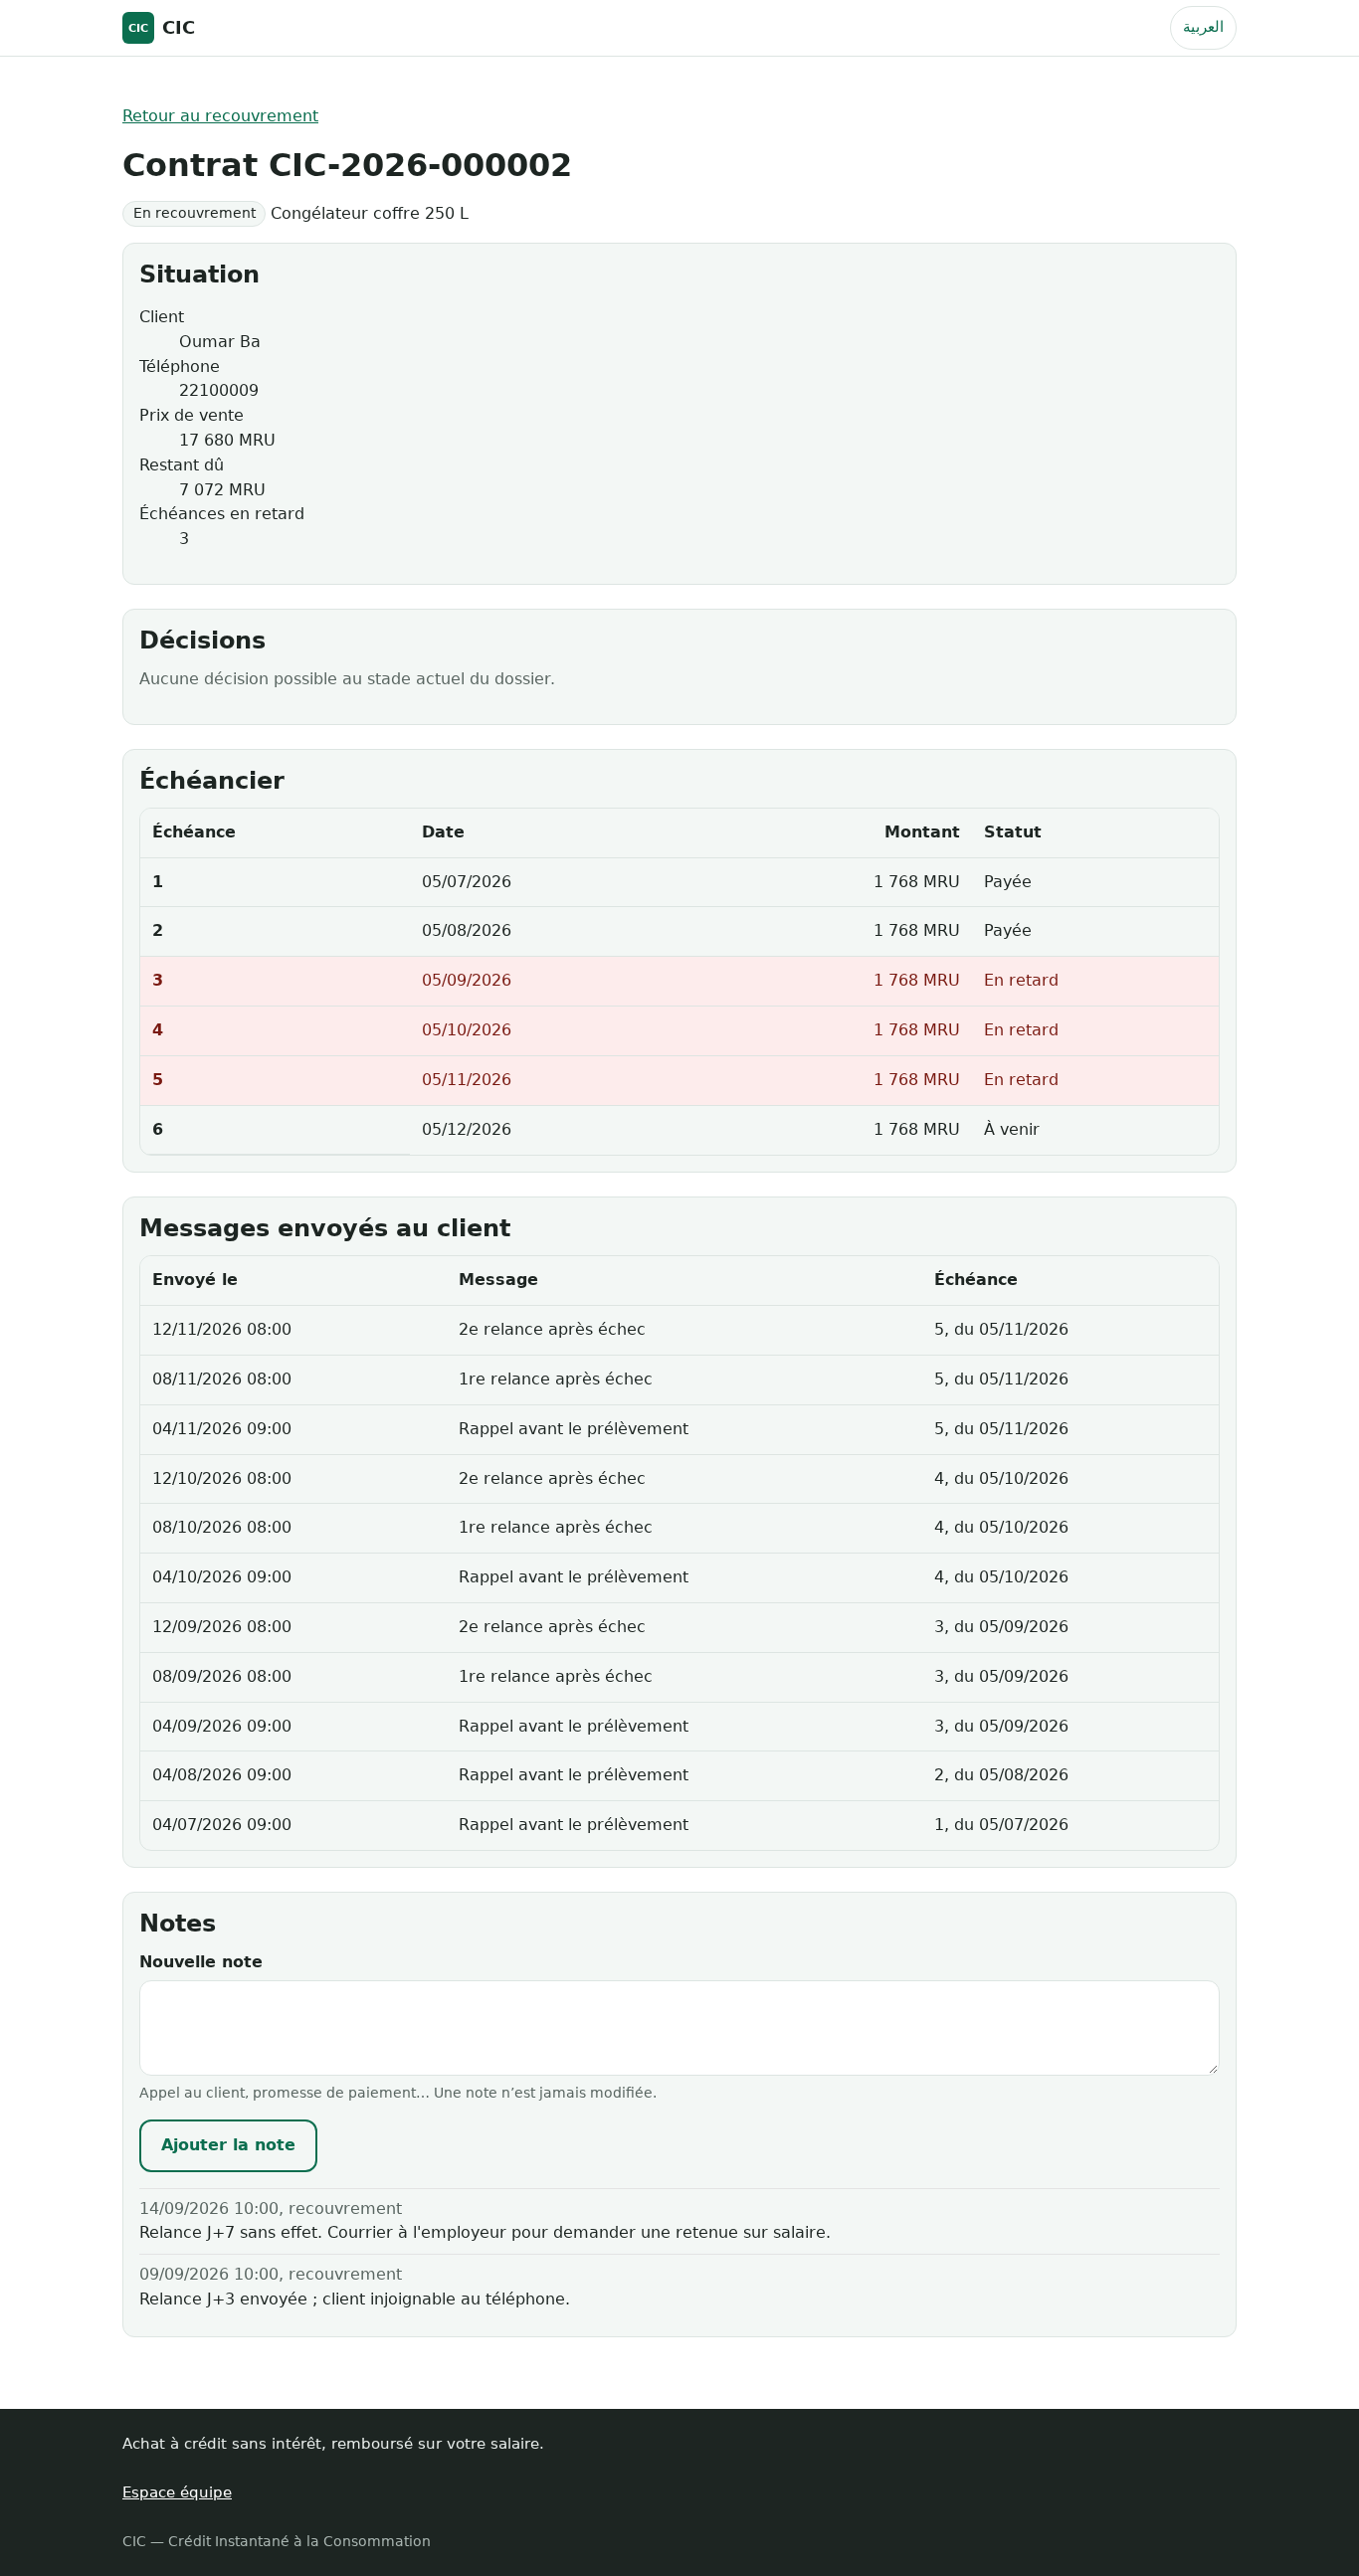 CIC CIC العربية
Retour au recouvrement
Contrat CIC-2026-000002
En recouvrement Congélateur coffre 250 L
Situation
Client
Oumar Ba
Téléphone
22100009
Prix de vente
17 680 MRU
Restant dû
7 072 MRU
Échéances en retard
3
Décisions
Aucune décision possible au stade actuel du dossier.
Échéancier
Échéance Date Montant Statut
1 05/07/2026 1 768 MRU Payée
2 05/08/2026 1 768 MRU Payée
3 05/09/2026 1 768 MRU En retard
4 05/10/2026 1 768 MRU En retard
5 05/11/2026 1 768 MRU En retard
6 05/12/2026 1 768 MRU À venir
Messages envoyés au client
Envoyé le Message Échéance
12/11/2026 08:00 2e relance après échec 5, du 05/11/2026
08/11/2026 08:00 1re relance après échec 5, du 05/11/2026
04/11/2026 09:00 Rappel avant le prélèvement 5, du 05/11/2026
12/10/2026 08:00 2e relance après échec 4, du 05/10/2026
08/10/2026 08:00 1re relance après échec 4, du 05/10/2026
04/10/2026 09:00 Rappel avant le prélèvement 4, du 05/10/2026
12/09/2026 08:00 2e relance après échec 3, du 05/09/2026
08/09/2026 08:00 1re relance après échec 3, du 05/09/2026
04/09/2026 09:00 Rappel avant le prélèvement 3, du 05/09/2026
04/08/2026 09:00 Rappel avant le prélèvement 2, du 05/08/2026
04/07/2026 09:00 Rappel avant le prélèvement 1, du 05/07/2026
Notes
Nouvelle note
Appel au client, promesse de paiement… Une note n’est jamais modifiée.
Ajouter la note
14/09/2026 10:00, recouvrement
Relance J+7 sans effet. Courrier à l'employeur pour demander une retenue sur salaire.
09/09/2026 10:00, recouvrement
Relance J+3 envoyée ; client injoignable au téléphone.
Achat à crédit sans intérêt, remboursé sur votre salaire.
Espace équipe
CIC — Crédit Instantané à la Consommation